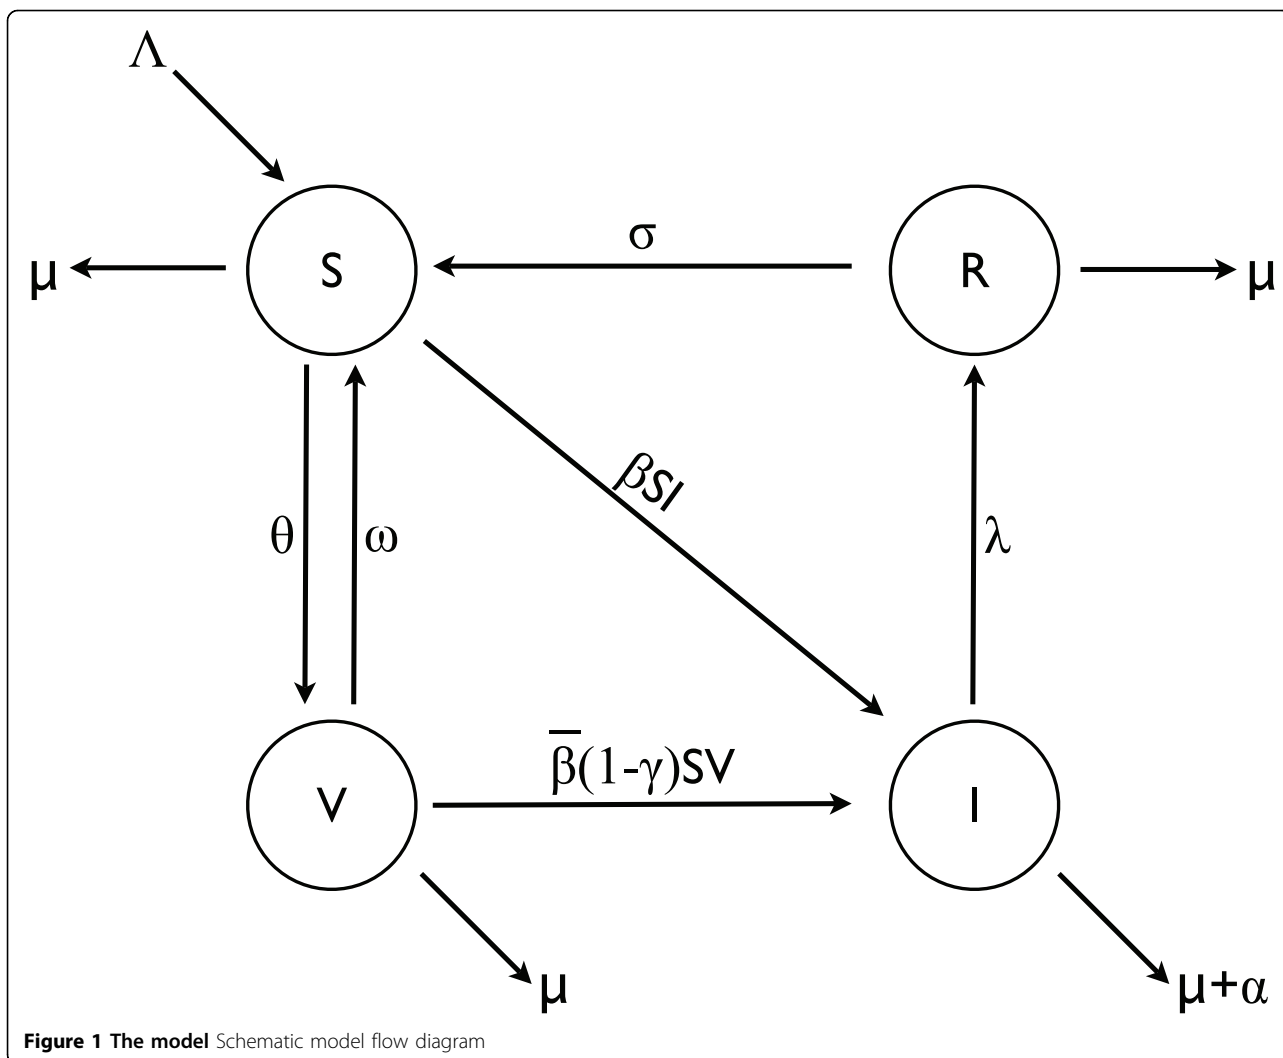 Λ
μ
S
σ
R
μ
βSI
θ
ω
λ
β̅(1-γ)SV
V
I
μ
μ+α
Figure 1 The model Schematic model flow diagram